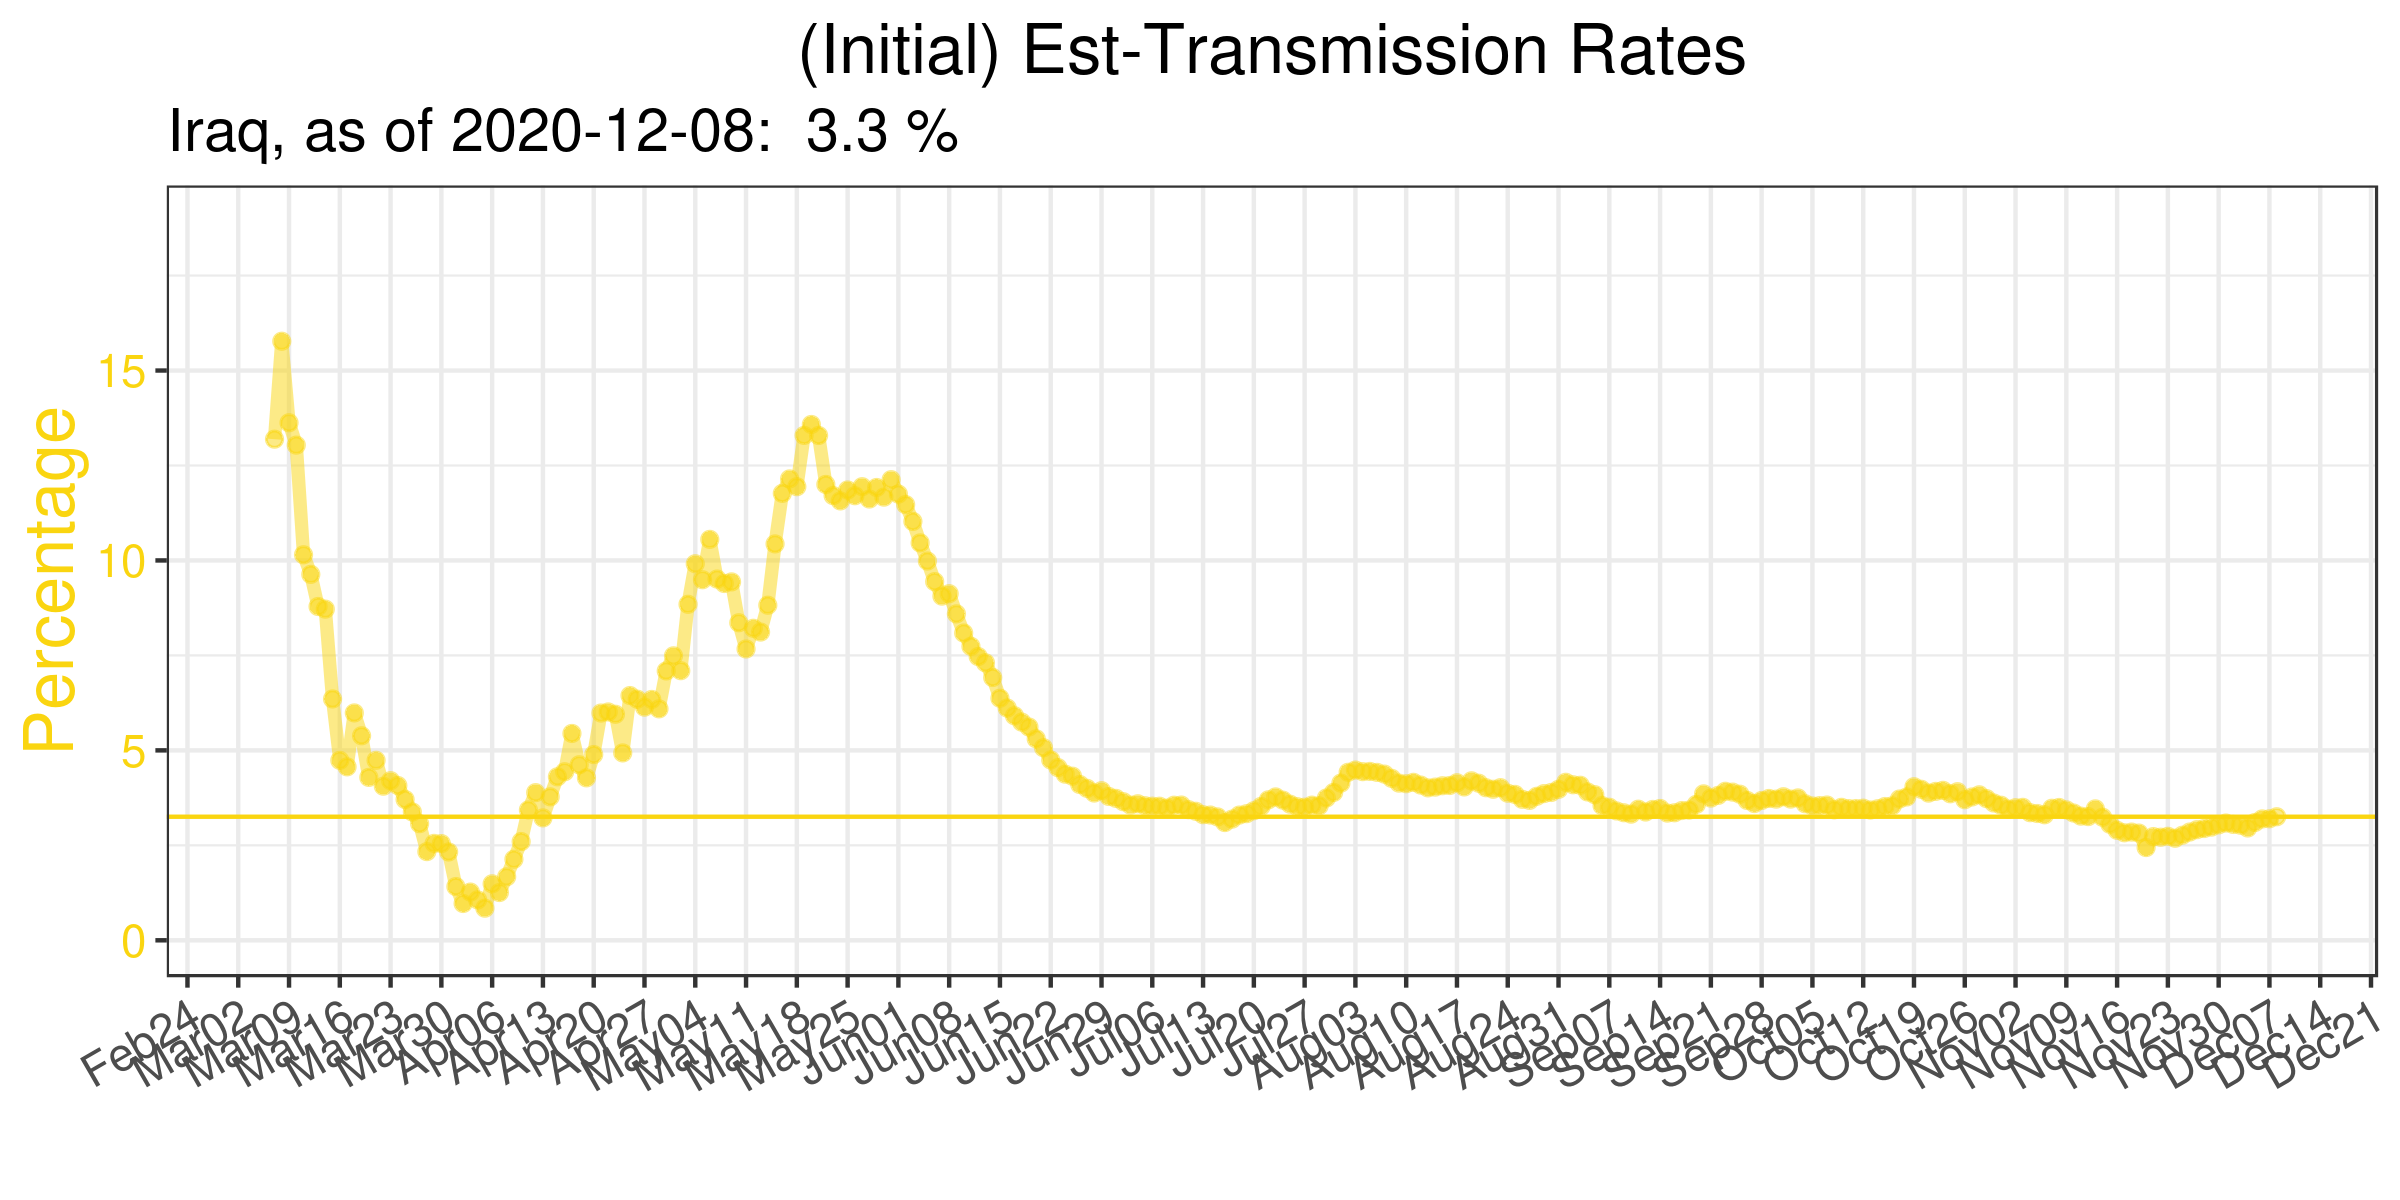 (Initial) Est-Transmission Rates
Iraq, as of 2020-12-08:  3.3 %
Percentage
15
10
5
0
Feb24
Mar02
Mar09
Mar16
Mar23
Mar30
Apr06
Apr13
Apr20
Apr27
May04
May11
May18
May25
Jun01
Jun08
Jun15
Jun22
Jun29
Jul06
Jul13
Jul20
Jul27
Aug03
Aug10
Aug17
Aug24
Aug31
Sep07
Sep14
Sep21
Sep28
Oct05
Oct12
Oct19
Oct26
Nov02
Nov09
Nov16
Nov23
Nov30
Dec07
Dec14
Dec21